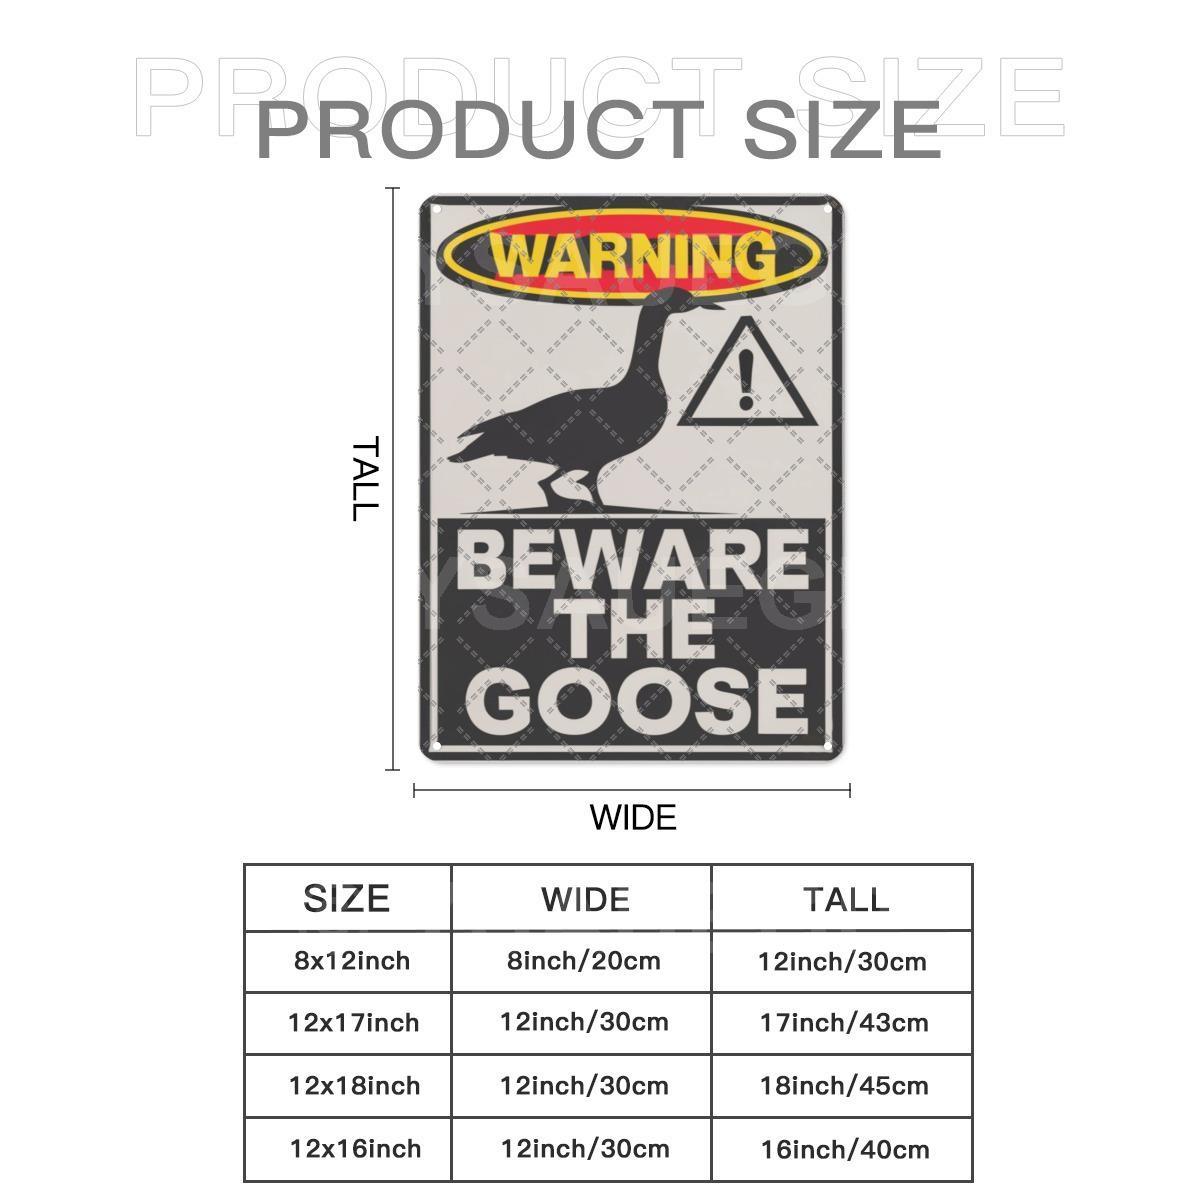 PRODUCT SIZE
PRODUCT SIZE
WARNING
!
TALL
BEWARE
THE
GOOSE
WIDE
SIZE WIDE TALL
8x12inch 8inch/20cm 12inch/30cm
12x17inch 12inch/30cm 17inch/43cm
12x18inch 12inch/30cm 18inch/45cm
12x16inch 12inch/30cm 16inch/40cm